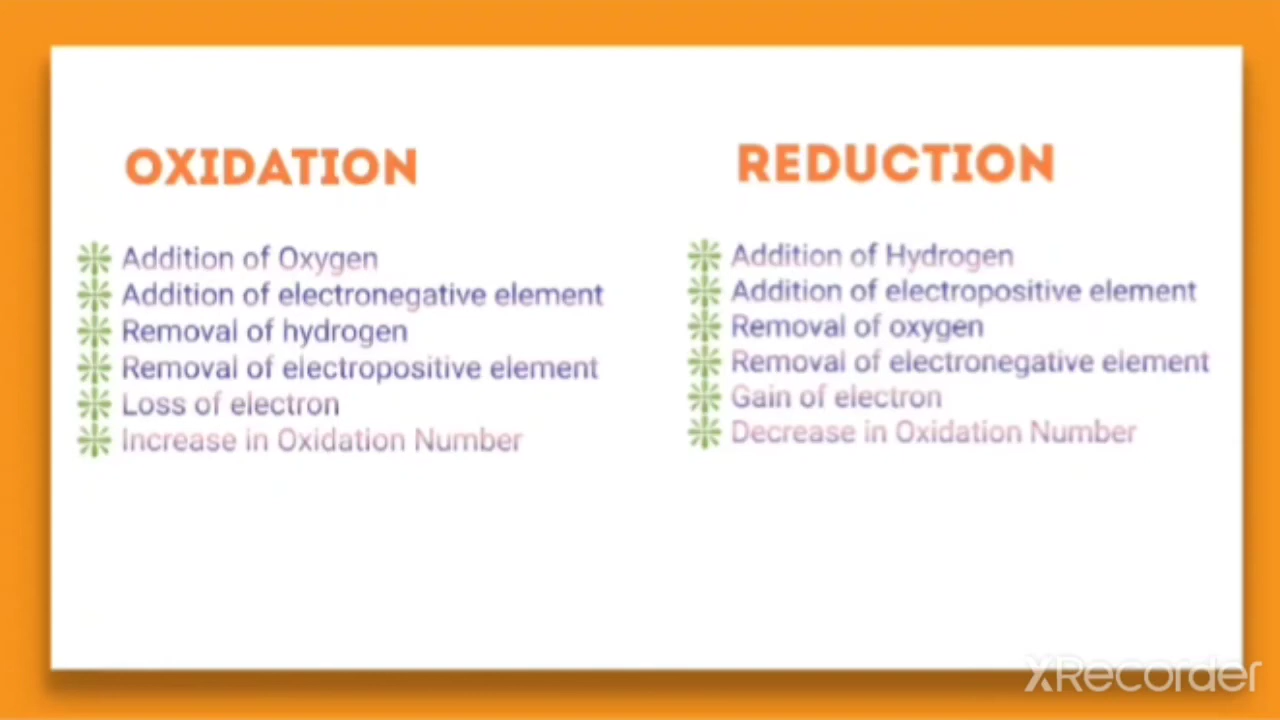 OXIDATION
Addition of Oxygen
Addition of electronegative element
Removal of hydrogen
Removal of electropositive element
Loss of electron
Increase in Oxidation Number
REDUCTION
Addition of Hydrogen
Addition of electropositive element
Removal of oxygen
Removal of electronegative element
Gain of electron
Decrease in Oxidation Number
XRecorder